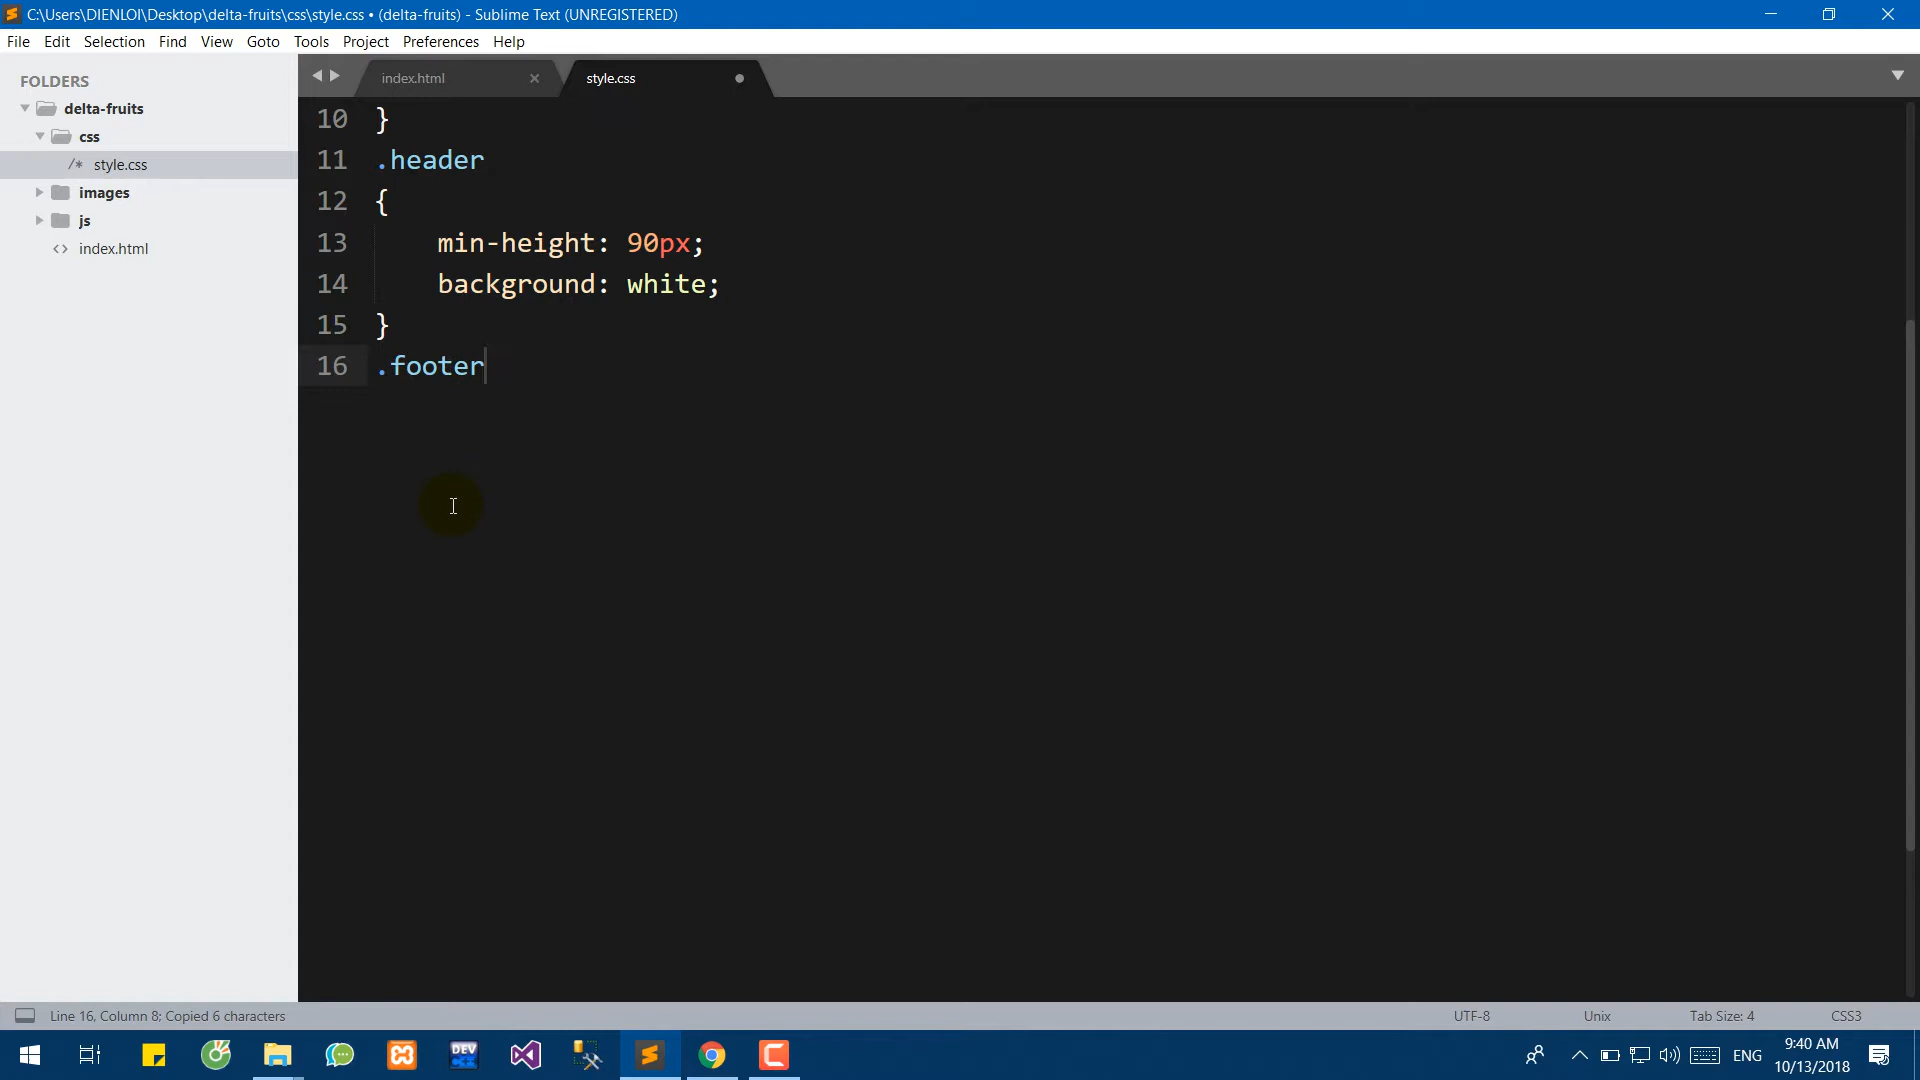 C:\Users\DIENLOI\Desktop\delta-fruits\css\style.css • (delta-fruits) - Sublime Text (UNREGISTERED)
File Edit Selection Find View Goto Tools Project Preferences Help
FOLDERS
delta-fruits
css
/* style.css
images
js
<> index.html
index.html
style.css
10 }
11 .header
12 {
13 min-height: 90px;
14 background: white;
15 }
16 .footer
Line 16, Column 8; Copied 6 characters
UTF-8
Unix
Tab Size: 4
CSS3
DEV
ENG
9:40 AM
10/13/2018